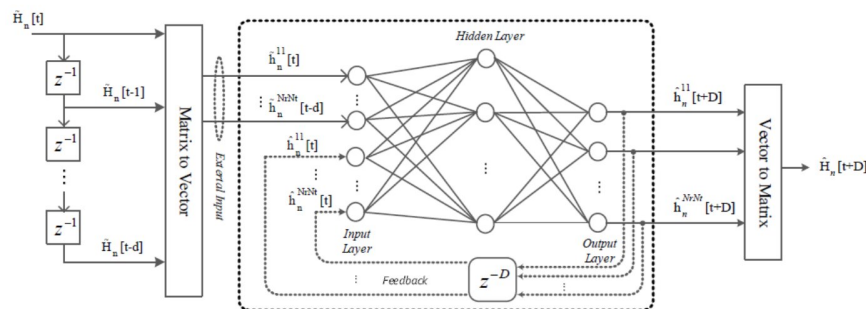 H̃n[t]
z⁻¹
H̃n[t-1]
z⁻¹
⋮
z⁻¹
H̃n[t-d]
Matrix to Vector
Exterial Input
h̃n¹¹[t]
⋮
h̃nNrNt[t-d]
ĥn¹¹[t]
⋮
ĥnNrNt[t]
Input
Layer
Hidden Layer
⋮
Output
Layer
Feedback
z⁻ᴰ
ĥn¹¹[t+D]
⋮
ĥnNrNt[t+D]
Vector to Matrix
Ĥn[t+D]